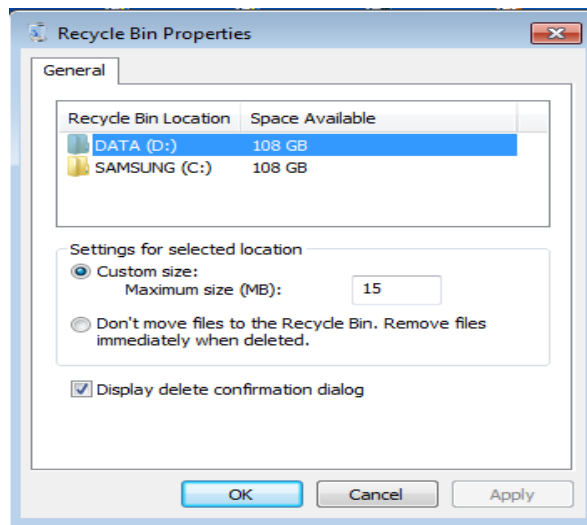 Recycle Bin Properties
General
Recycle Bin Location Space Available
DATA (D:) 108 GB
SAMSUNG (C:) 108 GB
Settings for selected location
Custom size:
Maximum size (MB): 15
Don't move files to the Recycle Bin. Remove files
immediately when deleted.
Display delete confirmation dialog
OK Cancel Apply